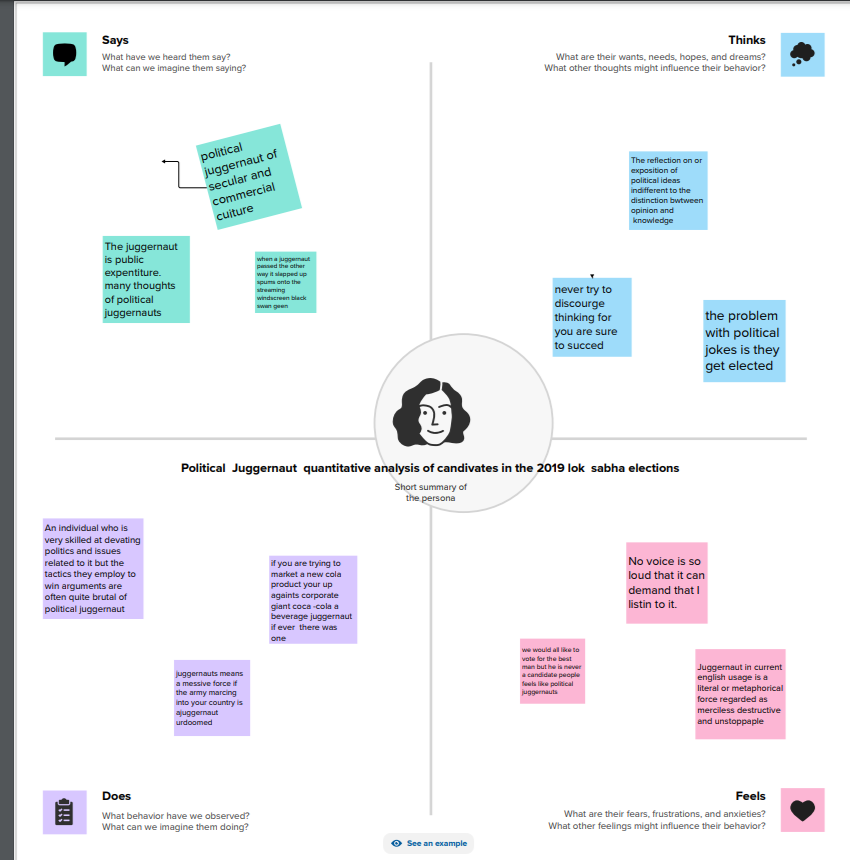 Says
What have we heard them say?
What can we imagine them saying?
Thinks
What are their wants, needs, hopes, and dreams?
What other thoughts might influence their behavior?
political
juggernaut of
secular and
commercial
cuiture
The juggernaut
is public
expentiture.
many thoughts
of political
juggernauts
when a juggernaut
passed the other
way it slapped up
spums onto the
streaming
windscreen black
swan geen
The reflection on or
exposition of
political ideas
indifferent to the
distinction bwtween
opinion and
knowledge
never try to
discourge
thinking for
you are sure
to succed
the problem
with political
jokes is they
get elected
Political Juggernaut quantitative analysis of candivates in the 2019 lok sabha elections
Short summary of
the persona
An individual who is
very skilled at devating
politics and issues
related to it but the
tactics they employ to
win arguments are
often quite brutal of
political juggernaut
if you are trying to
market a new cola
product your up
againts corporate
giant coca -cola a
beverage juggernaut
if ever there was
one
juggernauts means
a messive force if
the army marcing
into your country is
ajuggernaut
urdoomed
No voice is so
loud that it can
demand that I
listin to it.
we would all like to
vote for the best
man but he is never
a candidate people
feels like political
juggernauts
Juggernaut in current
english usage is a
literal or metaphorical
force regarded as
merciless destructive
and unstoppaple
Does
What behavior have we observed?
What can we imagine them doing?
Feels
What are their fears, frustrations, and anxieties?
What other feelings might influence their behavior?
See an example